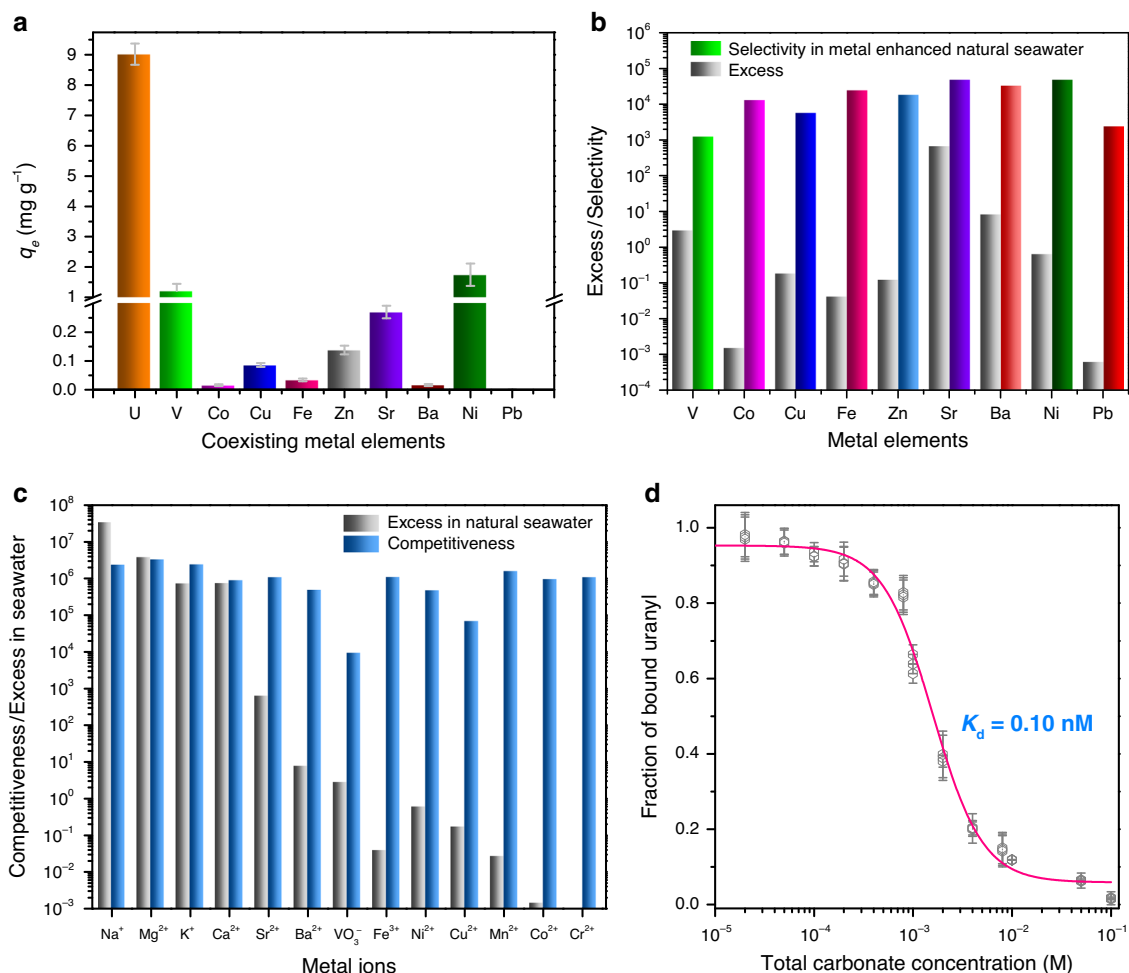 a
9
8
7
6
5
4
3
2
1
0.2
0.1
0.0
qₑ (mg g⁻¹)
U V Co Cu Fe Zn Sr Ba Ni Pb
Coexisting metal elements
b
Selectivity in metal enhanced natural seawater
Excess
10⁶
10⁵
10⁴
10³
10²
10¹
10⁰
10⁻¹
10⁻²
10⁻³
10⁻⁴
Excess/Selectivity
V Co Cu Fe Zn Sr Ba Ni Pb
Metal elements
c
Excess in natural seawater
Competitiveness
10⁸
10⁷
10⁶
10⁵
10⁴
10³
10²
10¹
10⁰
10⁻¹
10⁻²
10⁻³
Competitiveness/Excess in seawater
Na⁺ Mg²⁺ K⁺ Ca²⁺ Sr²⁺ Ba²⁺ VO₃⁻ Fe³⁺ Ni²⁺ Cu²⁺ Mn²⁺ Co²⁺ Cr²⁺
Metal ions
d
1.0
0.8
0.6
0.4
0.2
0.0
Fraction of bound uranyl
K_d = 0.10 nM
10⁻⁵ 10⁻⁴ 10⁻³ 10⁻² 10⁻¹
Total carbonate concentration (M)